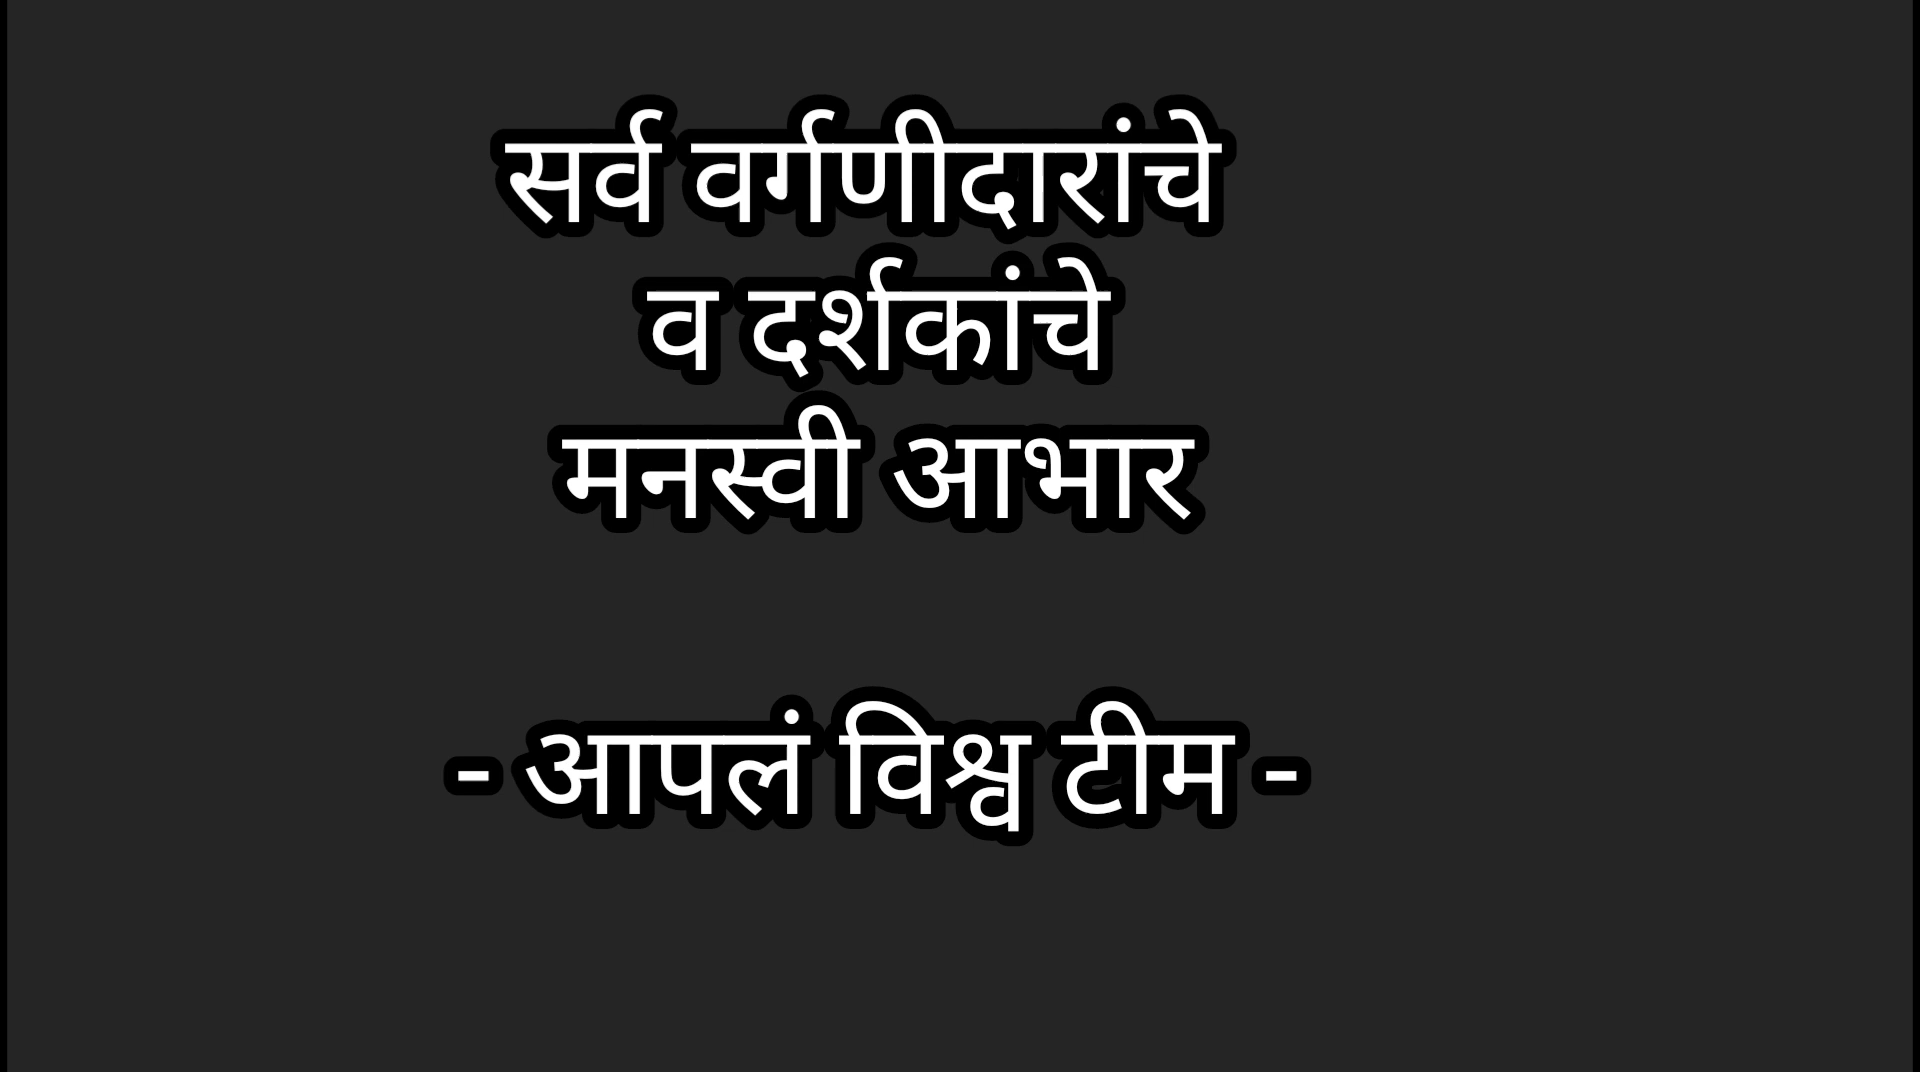 सर्व वर्गणीदारांचे
व दर्शकांचे
मनस्वी आभार
- आपलं विश्व टीम -